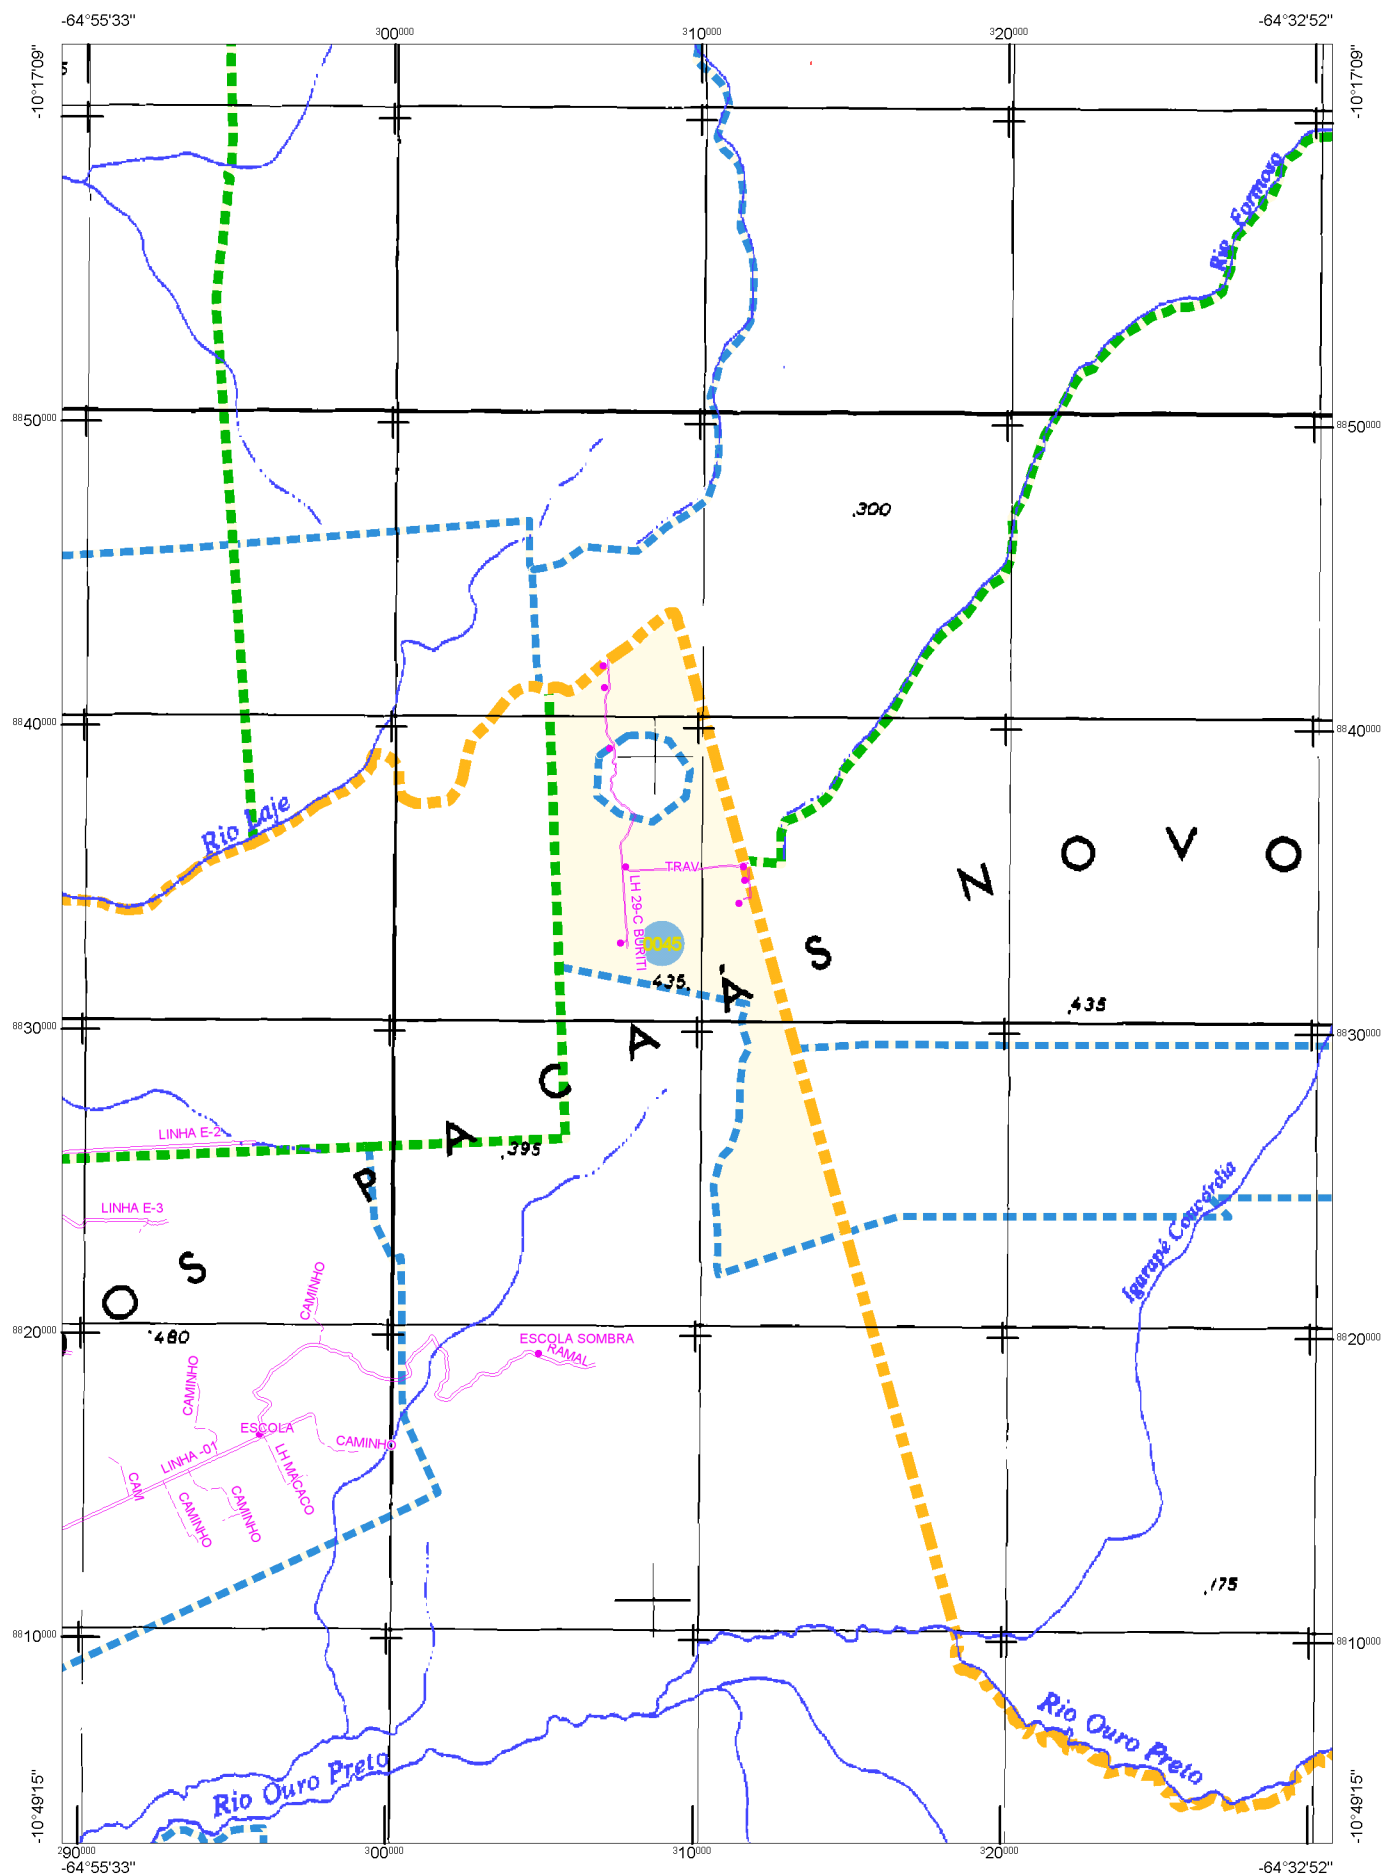 -64°55'33"
-64°32'52"
300000
310000
320000
-10°17'09"
-10°17'09"
5
Rio Formoso
8850000
8850000
.300
8840000
8840000
Rio Laje
TRAV
LH 29-C BURITI
0045
NOVO
435.
PACAÁS
.435
8830000
8830000
LINHA E-2
.395
LINHA E-3
Igarapé Concórdia
OS
CAMINHO
8820000
8820000
.480
ESCOLA SOMBRA
RAMAL
CAMINHO
ESCOLA
CAMINHO
LINHA -01
LH MACACO
CAM
CAMINHO
CAMINHO
.175
8810000
8810000
Rio Ouro Preto
Rio Ouro Preto
-10°49'15"
-10°49'15"
290000
300000
310000
320000
-64°55'33"
-64°32'52"